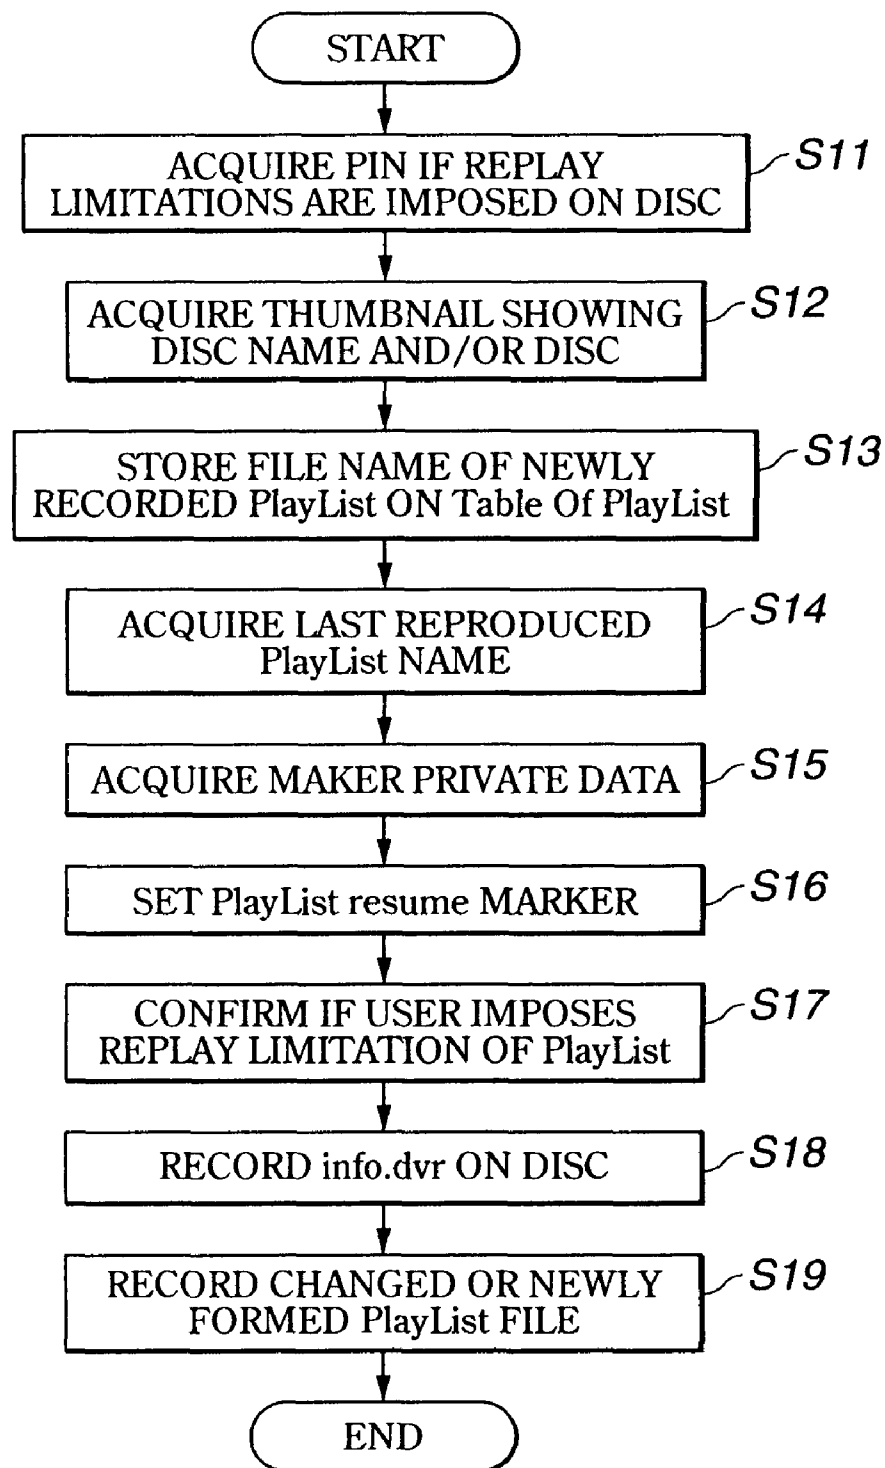 START
ACQUIRE PIN IF REPLAY
LIMITATIONS ARE IMPOSED ON DISC
S11
ACQUIRE THUMBNAIL SHOWING
DISC NAME AND/OR DISC
S12
STORE FILE NAME OF NEWLY
RECORDED PlayList ON Table Of PlayList
S13
ACQUIRE LAST REPRODUCED
PlayList NAME
S14
ACQUIRE MAKER PRIVATE DATA
S15
SET PlayList resume MARKER
S16
CONFIRM IF USER IMPOSES
REPLAY LIMITATION OF PlayList
S17
RECORD info.dvr ON DISC
S18
RECORD CHANGED OR NEWLY
FORMED PlayList FILE
S19
END